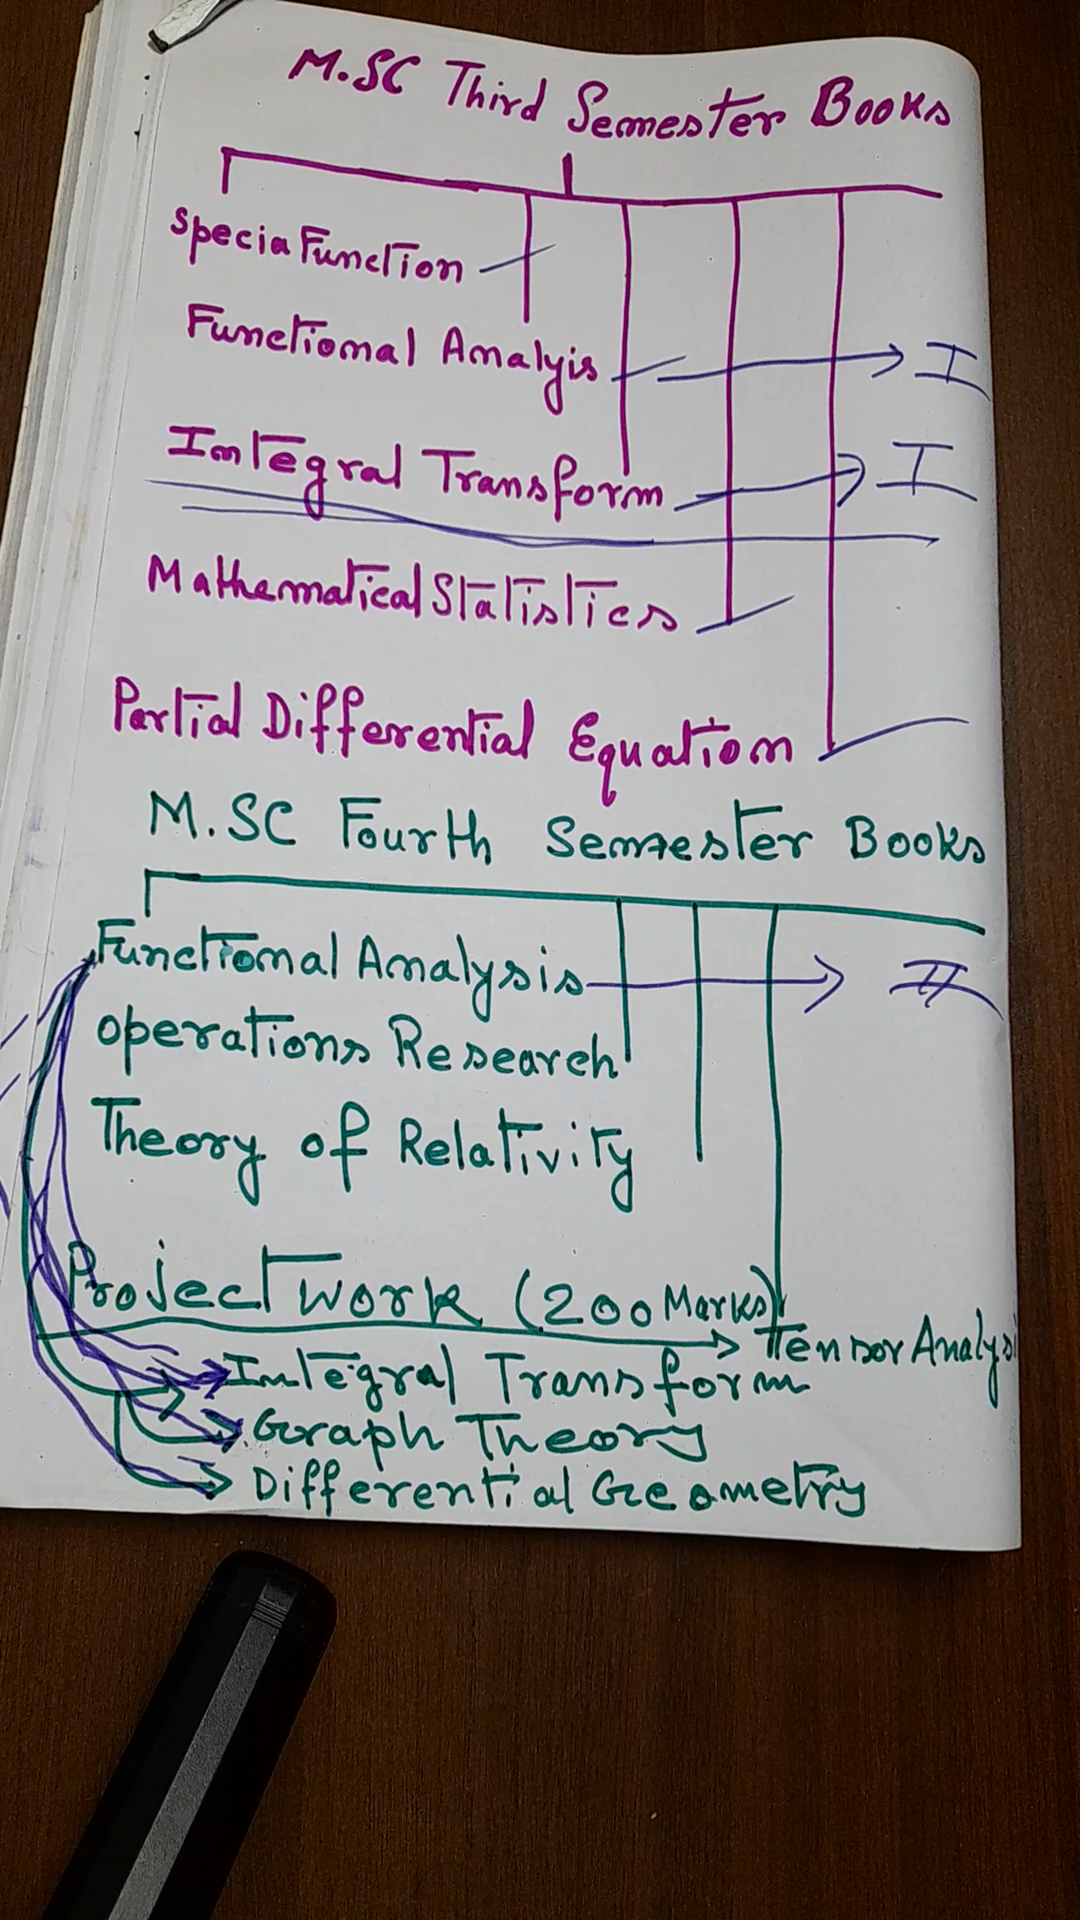 M.SC Third Semester Books
Specia Function
Functional Analyis
I
Integral Transform
I
Mathematical Statistics
Partial Differential Equation
M.SC Fourth Semester Books
Functional Analysis
II
operations Research
Theory of Relativity
Project work (200 Marks)
Tensor Analysi
Integral Transform
Graph Theory
Differential Geometry